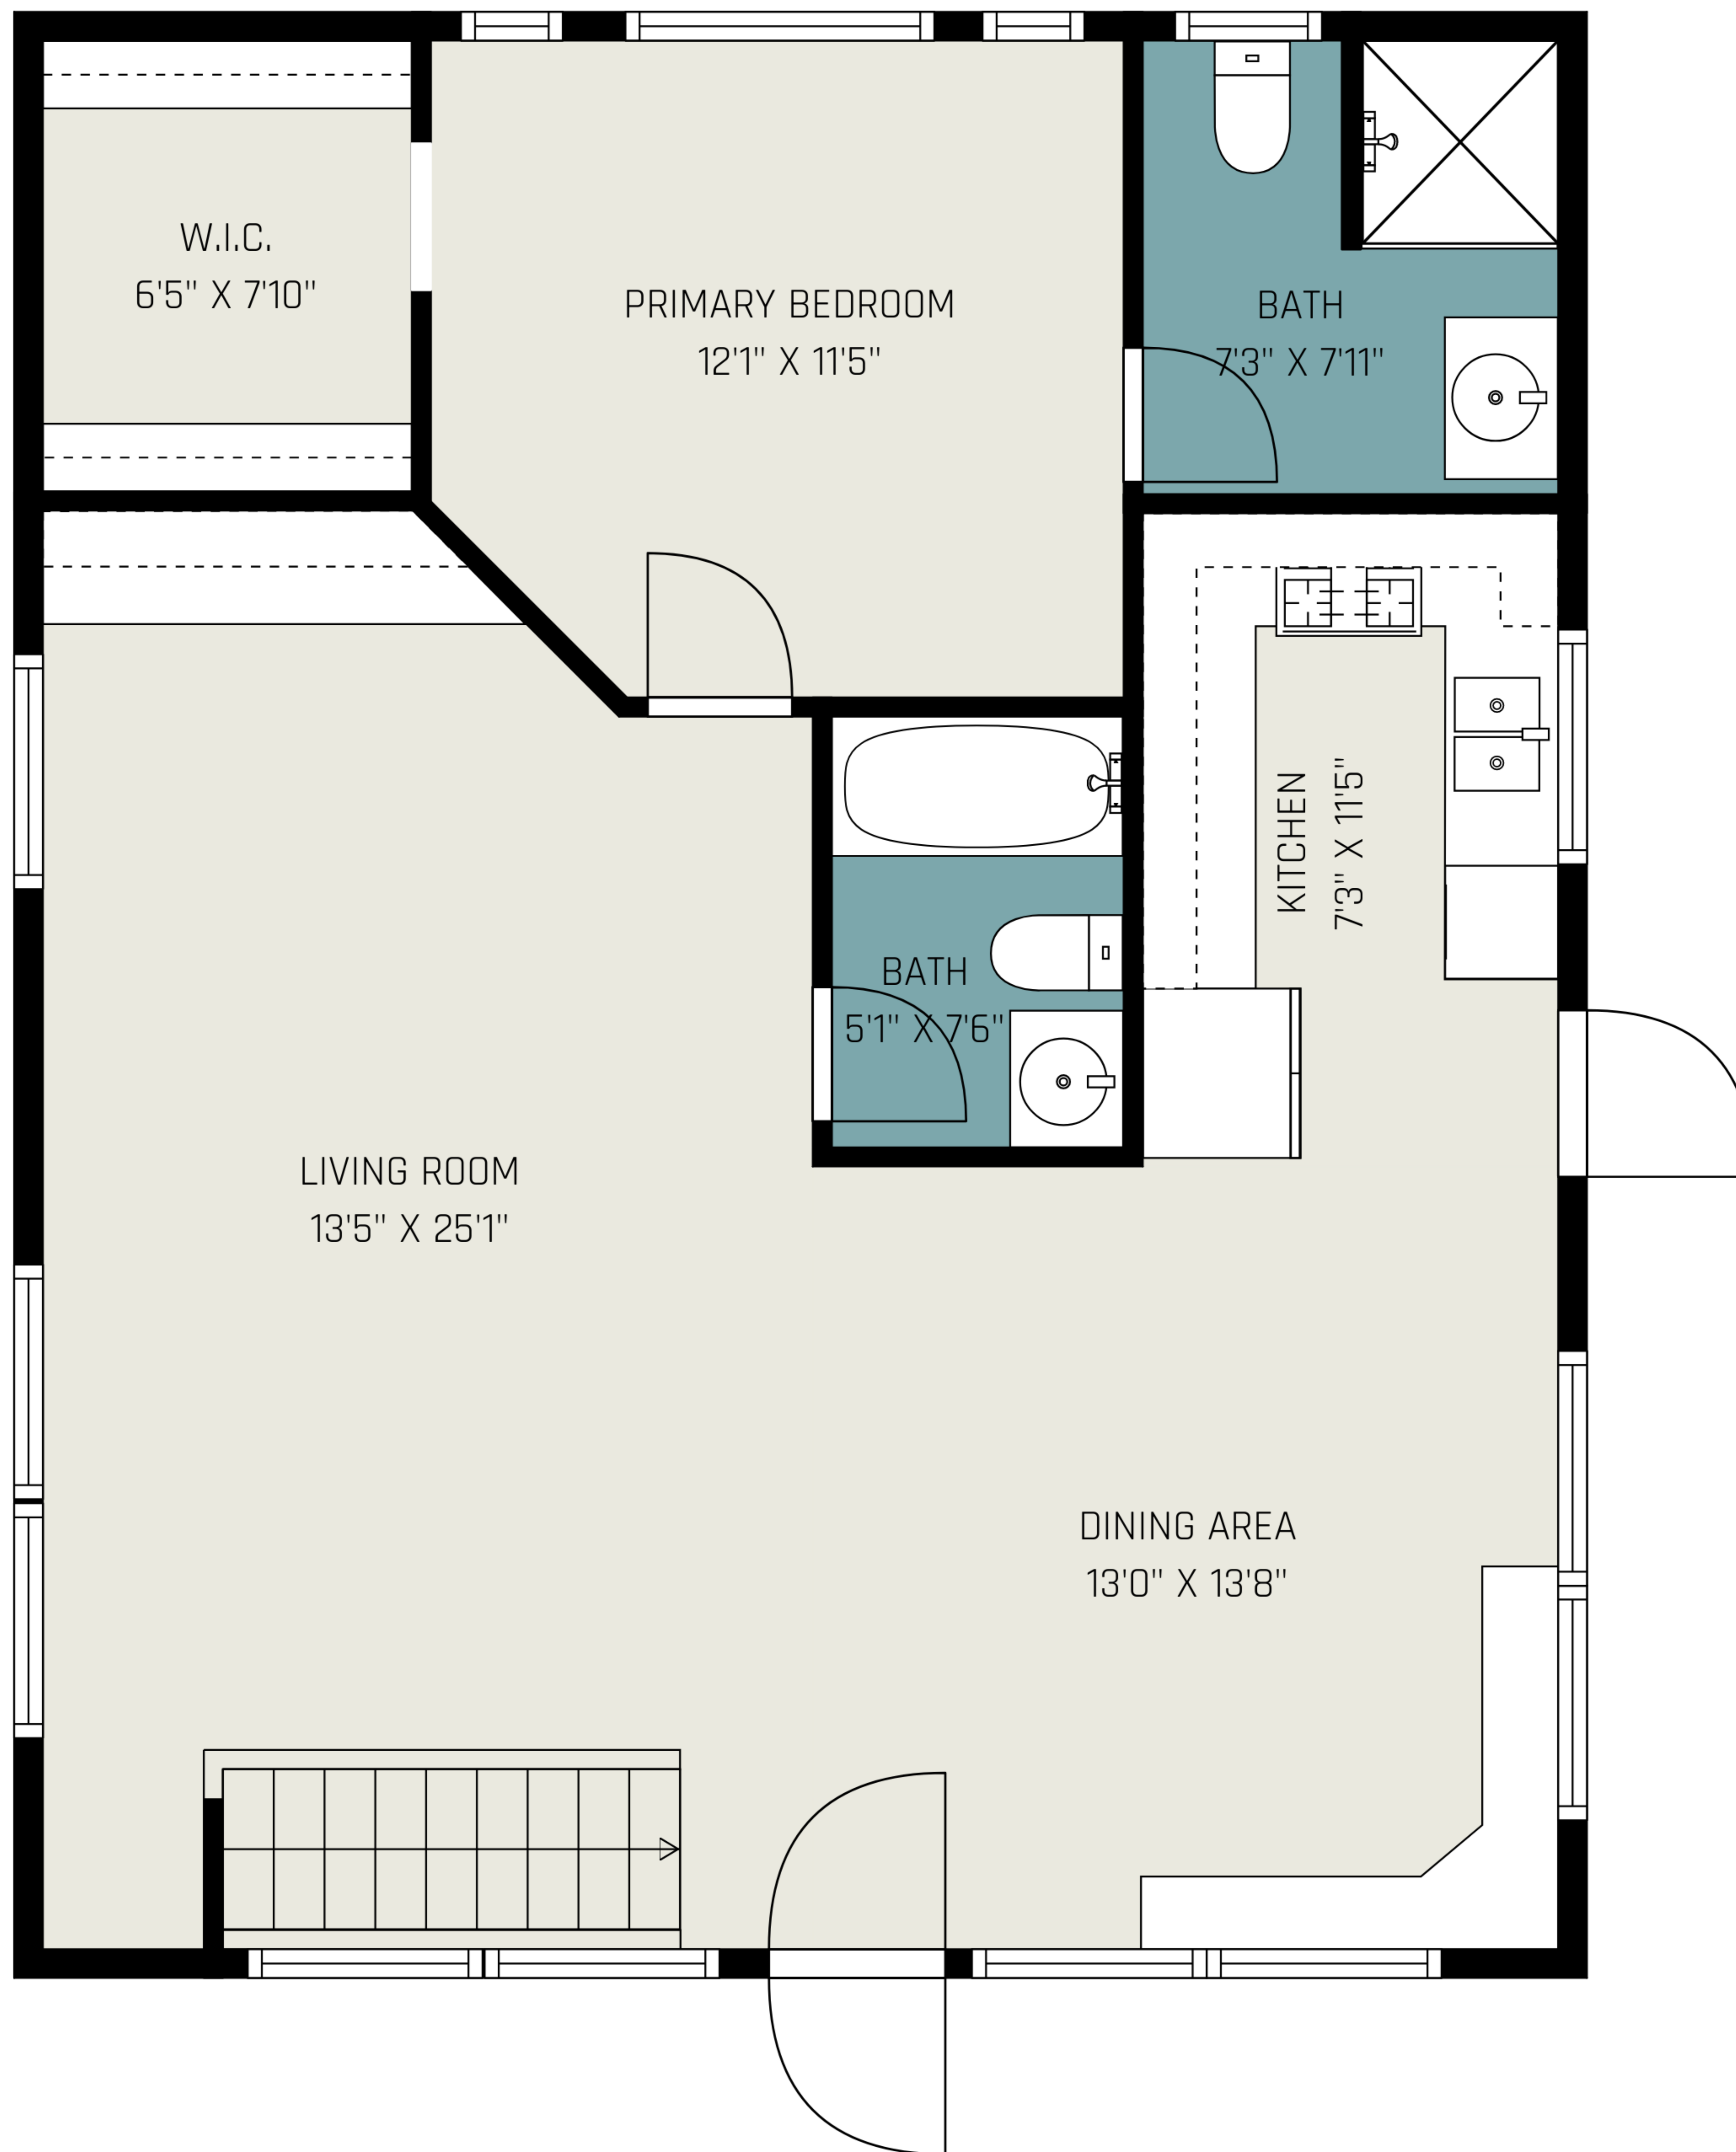 W.I.C.
6'5" X 7'10"
PRIMARY BEDROOM
12'1" X 11'5"
BATH
7'3" X 7'11"
KITCHEN
7'3" X 11'5"
BATH
5'1" X 7'6"
LIVING ROOM
13'5" X 25'1"
DINING AREA
13'0" X 13'8"